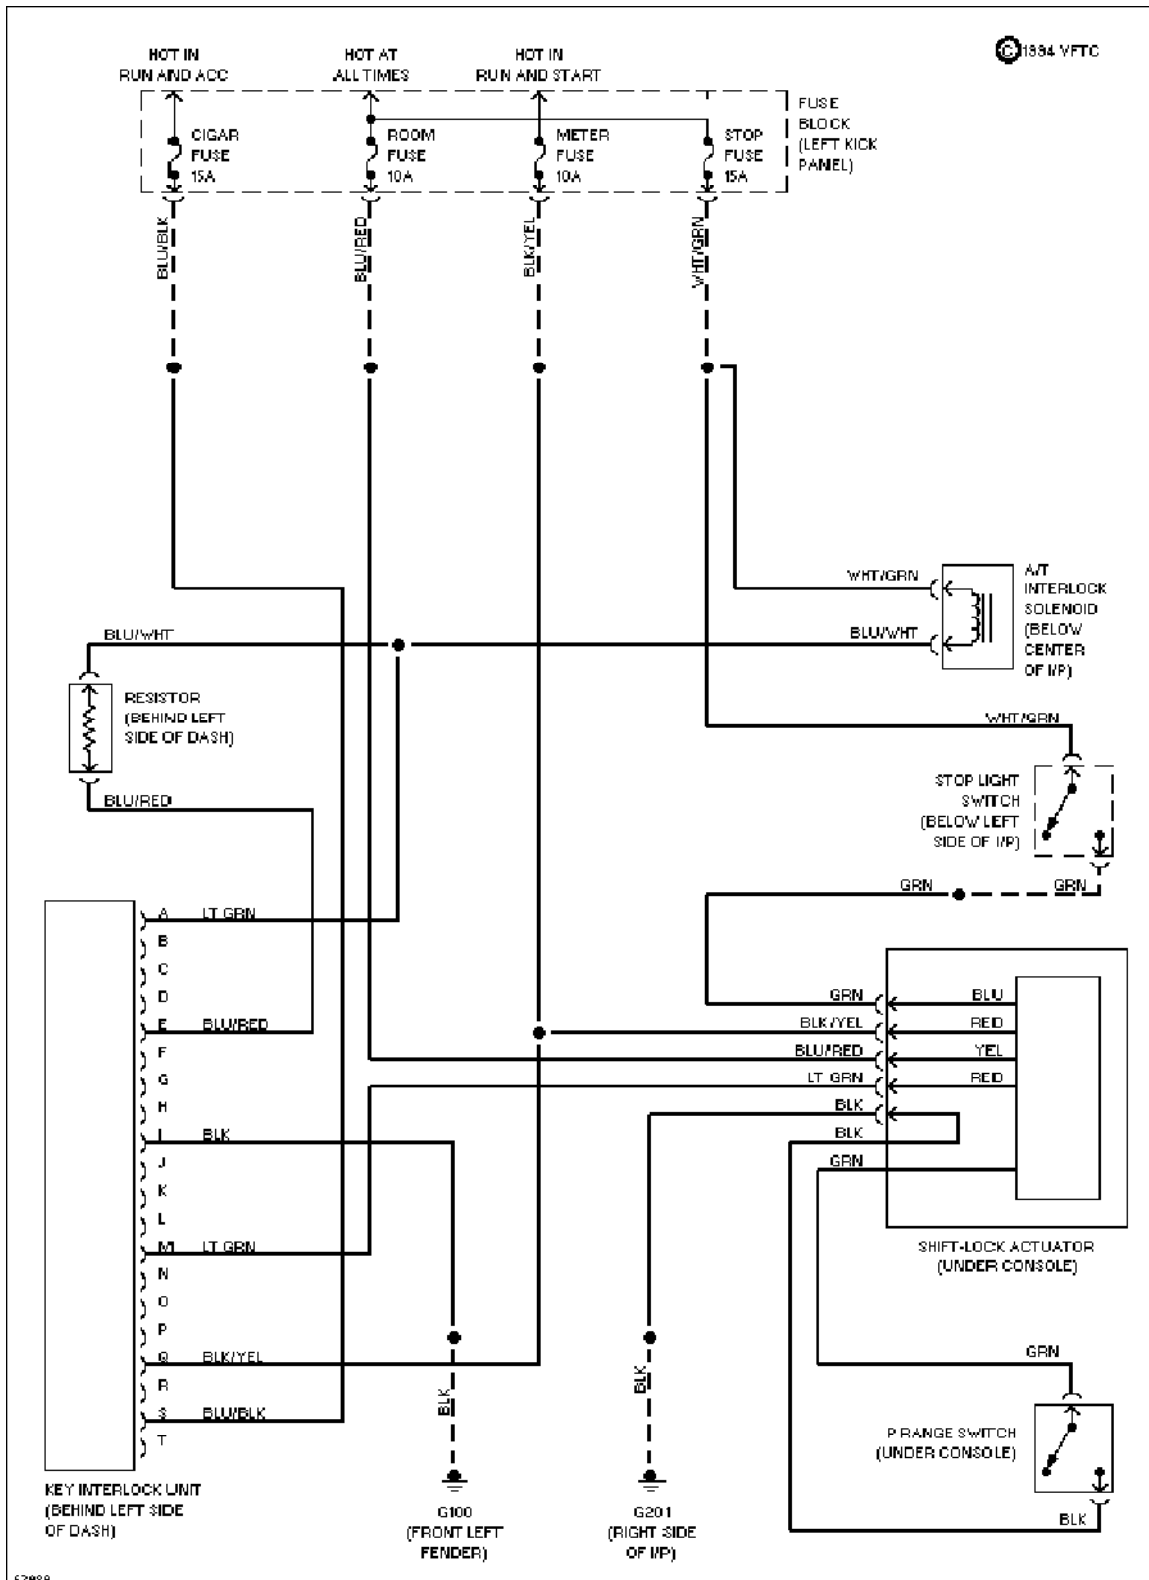 HOT IN
RUN AND ACC
HOT AT
ALL TIMES
HOT IN
RUN AND START
© 1994 VFTC
CIGAR
FUSE
15A
ROOM
FUSE
10A
METER
FUSE
10A
STOP
FUSE
15A
FUSE
BLOCK
(LEFT KICK
PANEL)
BLU/BLK
BLU/RED
BLK/YEL
WHT/GRN
WHT/GRN
BLU/WHT
A/T
INTERLOCK
SOLENOID
(BELOW
CENTER
OF I/P)
BLU/WHT
RESISTOR
(BEHIND LEFT
SIDE OF DASH)
BLU/RED
WHT/GRN
STOP LIGHT
SWITCH
(BELOW LEFT
SIDE OF I/P)
GRN
GRN
A LT GRN
B
C
D
E BLU/RED
F
G
H
I BLK
J
K
L
M LT GRN
N
O
P
Q BLK/YEL
R
S BLU/BLK
T
KEY INTERLOCK UNIT
(BEHIND LEFT SIDE
OF DASH)
GRN BLU
BLK/YEL RED
BLU/RED YEL
LT GRN RED
BLK
BLK
GRN
SHIFT-LOCK ACTUATOR
(UNDER CONSOLE)
GRN
P RANGE SWITCH
(UNDER CONSOLE)
BLK
BLK
G100
(FRONT LEFT
FENDER)
BLK
G201
(RIGHT SIDE
OF I/P)